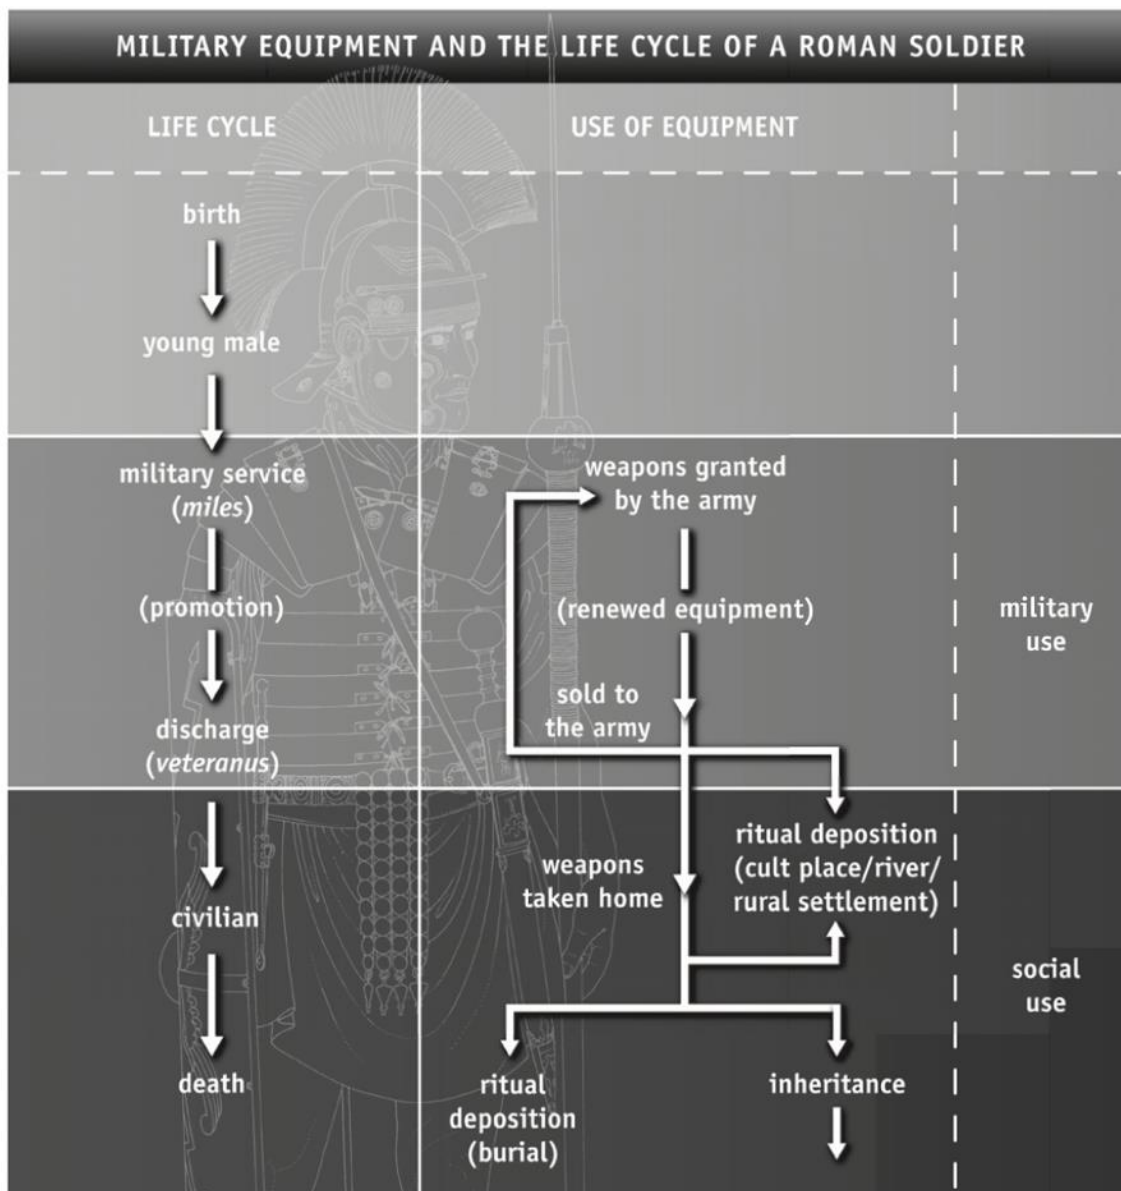 MILITARY EQUIPMENT AND THE LIFE CYCLE OF A ROMAN SOLDIER
LIFE CYCLE
USE OF EQUIPMENT
birth
young male
military service
(miles)
(promotion)
discharge
(veteranus)
civilian
death
weapons granted
by the army
(renewed equipment)
sold to
the army
weapons
taken home
ritual deposition
(cult place/river/
rural settlement)
ritual
deposition
(burial)
inheritance
military
use
social
use